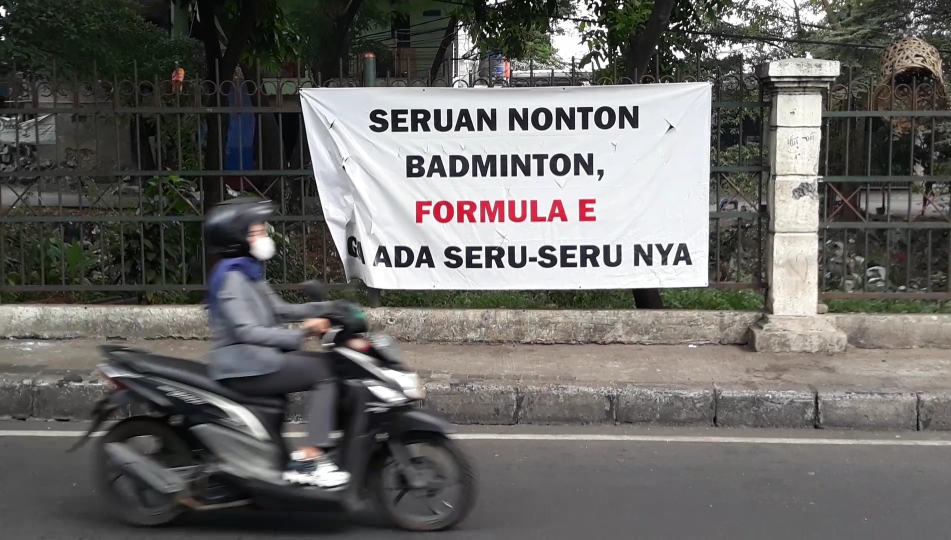 SERUAN NONTON
BADMINTON,
FORMULA E
ADA SERU-SERU NYA